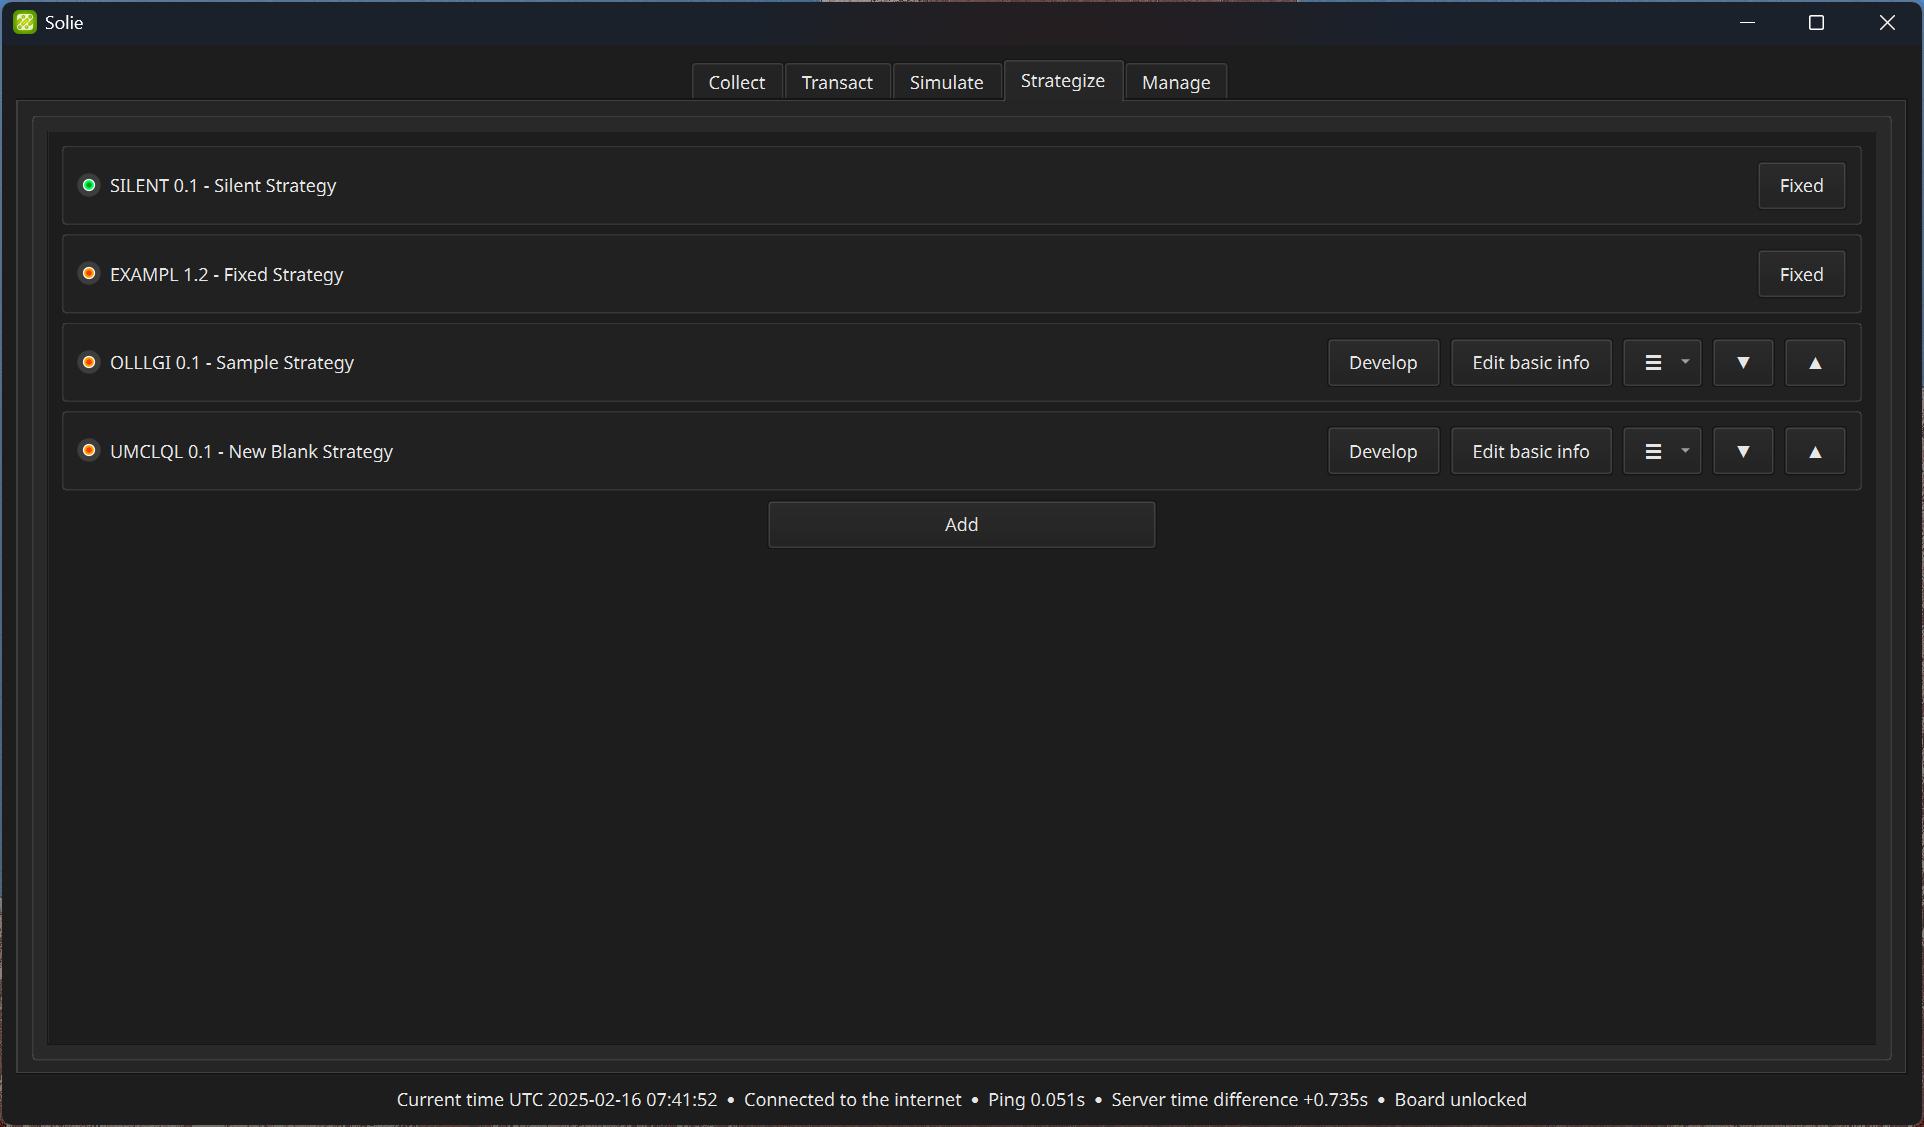 Solie
Collect Transact Simulate Strategize Manage
SILENT 0.1 - Silent Strategy Fixed
EXAMPL 1.2 - Fixed Strategy Fixed
OLLLGI 0.1 - Sample Strategy Develop Edit basic info
UMCLQL 0.1 - New Blank Strategy Develop Edit basic info
Add
Current time UTC 2025-02-16 07:41:52 • Connected to the internet • Ping 0.051s • Server time difference +0.735s • Board unlocked